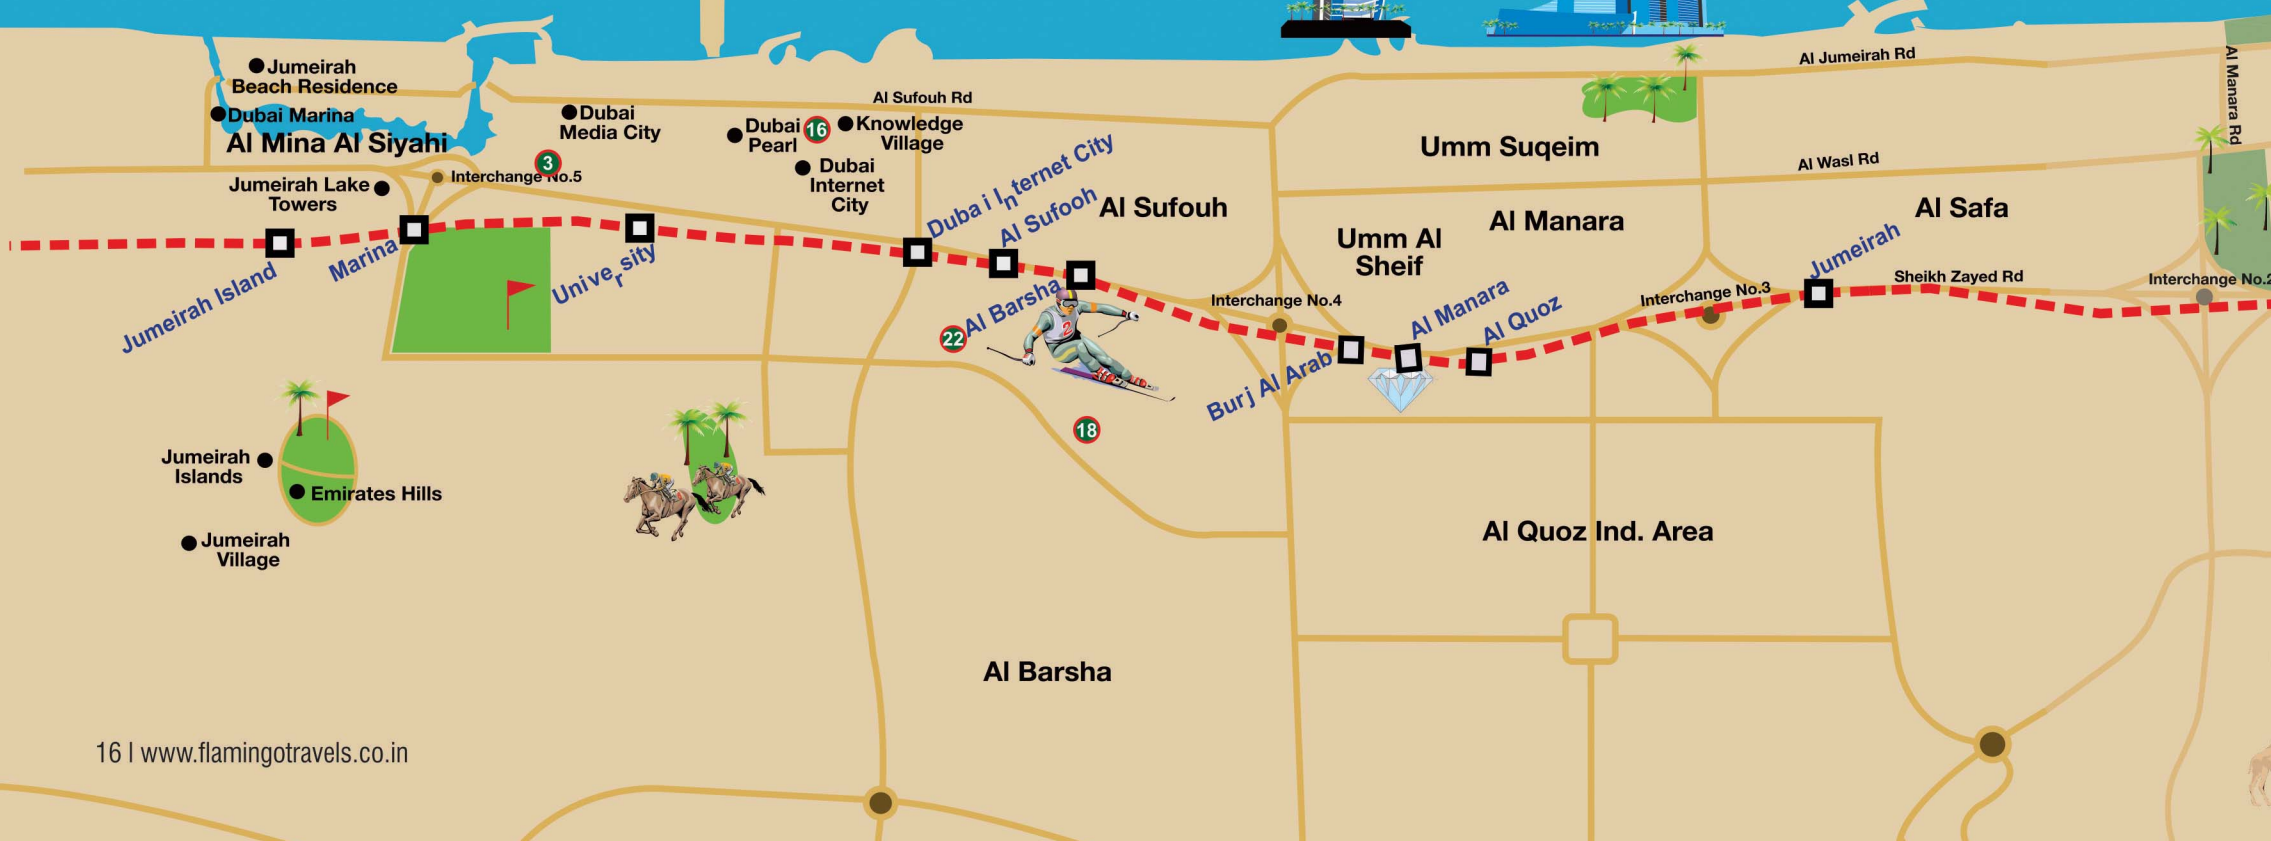 Jumeirah
Beach Residence
Dubai Marina
Al Mina Al Siyahi
Jumeirah Lake
Towers
Interchange No.5
3
Dubai
Media City
Al Sufouh Rd
Dubai
Pearl
16
Knowledge
Village
Dubai
Internet
City
Al Sufouh
Umm Suqeim
Al Jumeirah Rd
Al Manara Rd
Al Wasl Rd
Al Manara
Umm Al
Sheif
Al Safa
Sheikh Zayed Rd
Interchange No.2
Interchange No.3
Interchange No.4
Jumeirah Island
Marina
University
Dubai Internet City
Al Sufooh
Al Barsha
Burj Al Arab
Al Manara
Al Quoz
Jumeirah
22
2
18
Jumeirah
Islands
Emirates Hills
Jumeirah
Village
Al Quoz Ind. Area
Al Barsha
16 | www.flamingotravels.co.in